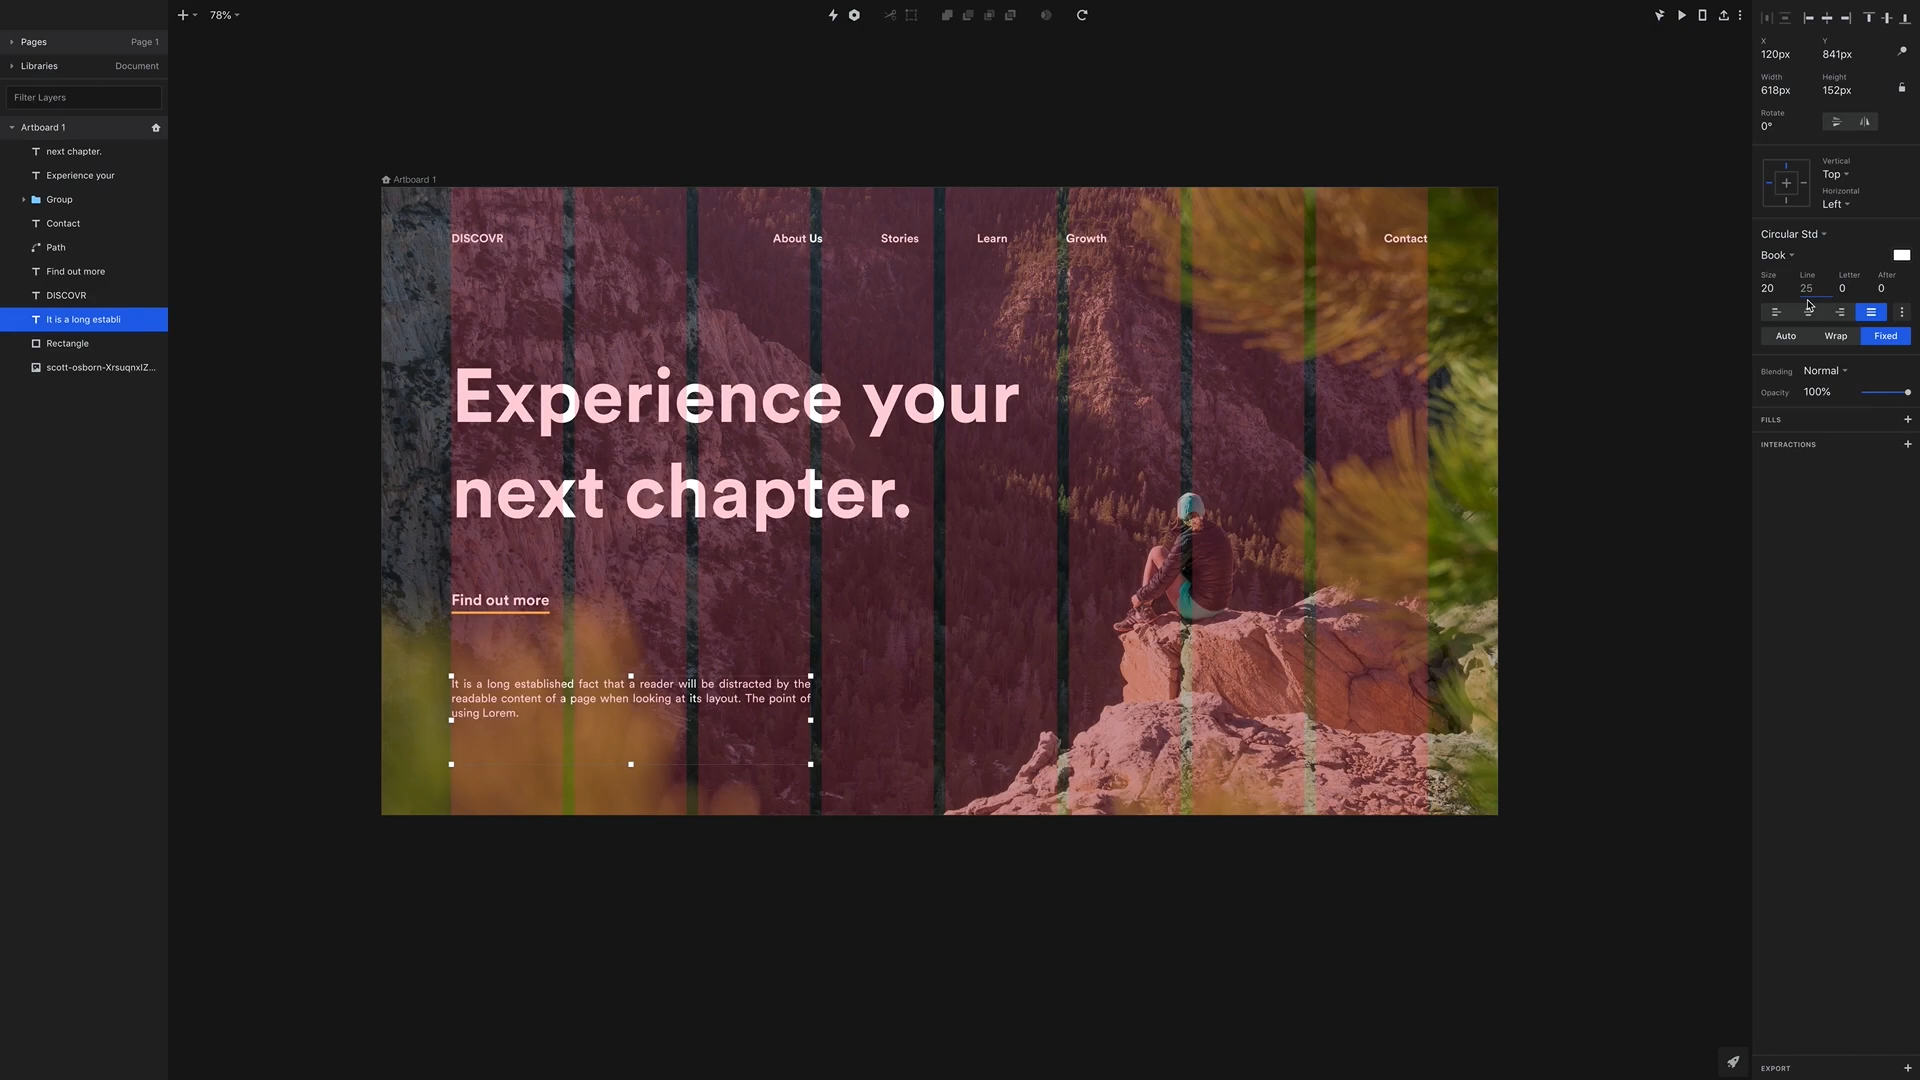 78%
Pages
Page 1
Libraries
Document
Filter Layers
Artboard 1
next chapter.
Experience your
Group
Contact
Path
Find out more
DISCOVR
It is a long establi
Rectangle
scott-osborn-XrsuqnxIZ...
Artboard 1
DISCOVR
About Us
Stories
Learn
Growth
Contact
Experience your
next chapter.
Find out more
It is a long established fact that a reader will be distracted by the
readable content of a page when looking at its layout. The point of
using Lorem.
X
Y
120px
841px
Width
Height
618px
152px
Rotate
0°
Vertical
Top
Horizontal
Left
Circular Std
Book
Size
Line
Letter
After
20
25
0
0
Auto
Wrap
Fixed
Blending
Normal
Opacity
100%
FILLS
INTERACTIONS
EXPORT